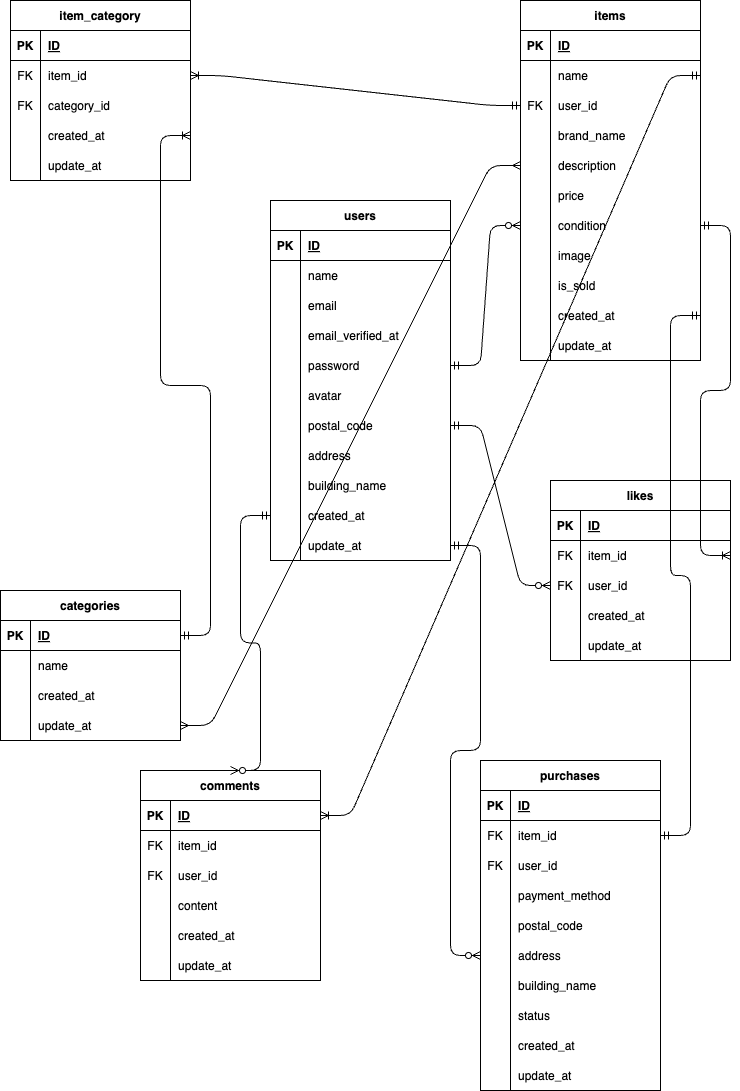 item_category
PK ID
FK item_id
FK category_id
created_at
update_at
items
PK ID
name
FK user_id
brand_name
description
price
condition
image
is_sold
created_at
update_at
users
PK ID
name
email
email_verified_at
password
avatar
postal_code
address
building_name
created_at
update_at
likes
PK ID
FK item_id
FK user_id
created_at
update_at
categories
PK ID
name
created_at
update_at
comments
PK ID
FK item_id
FK user_id
content
created_at
update_at
purchases
PK ID
FK item_id
FK user_id
payment_method
postal_code
address
building_name
status
created_at
update_at